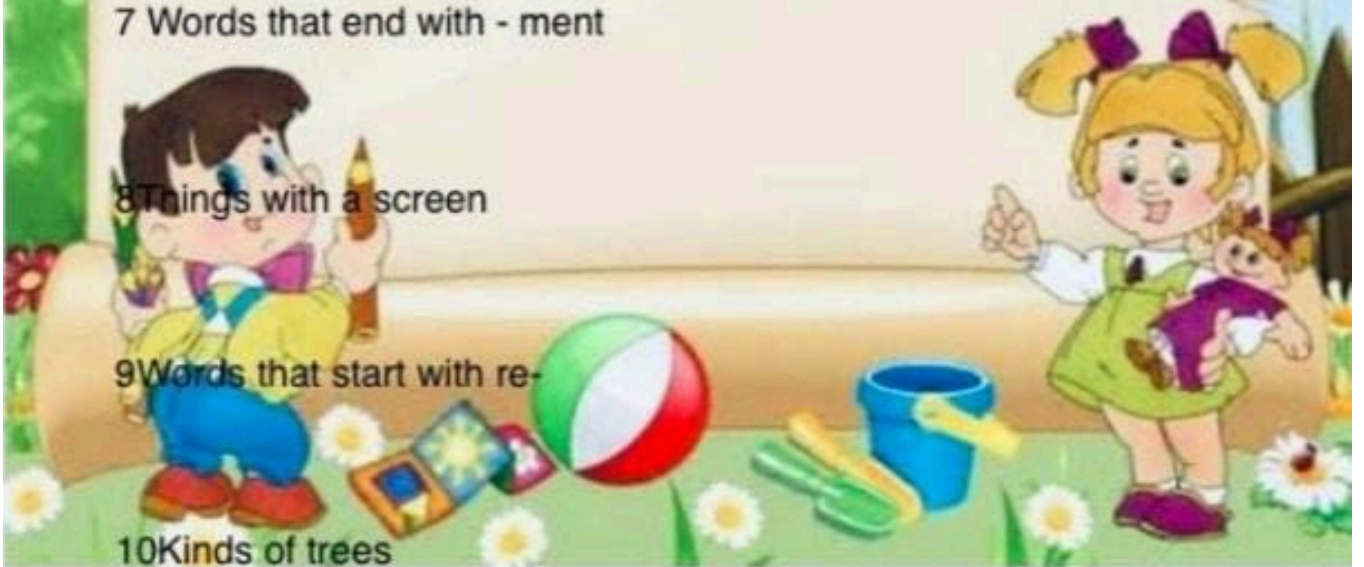 7 Words that end with - ment
8Things with a screen
9Words that start with re-
10Kinds of trees